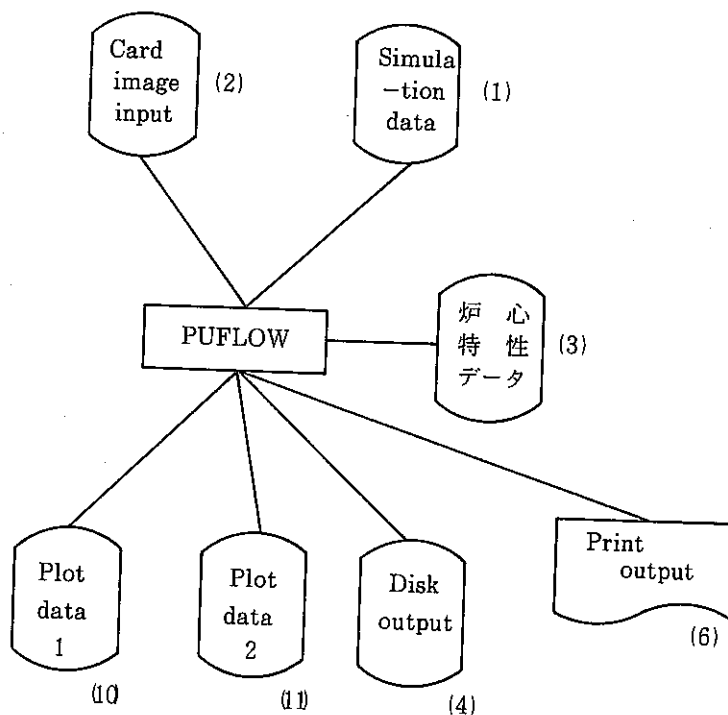 Card
image
input
(2)
Simula
-tion
data
(1)
PUFLOW
炉心
特性
データ
(3)
Plot
data
1
(10)
Plot
data
2
(11)
Disk
output
(4)
Print
output
(6)